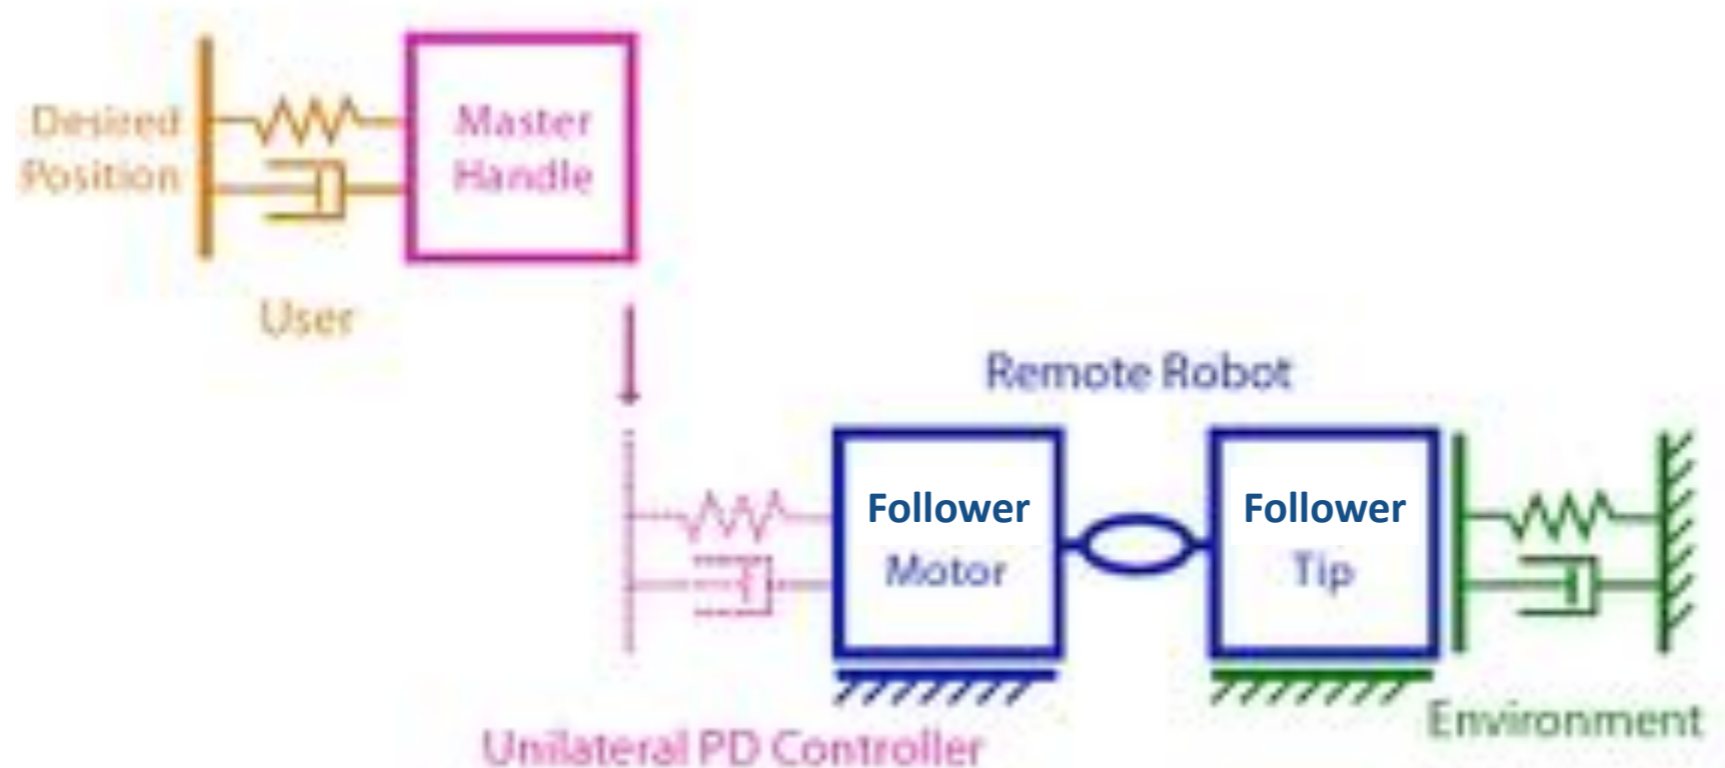 Desired
Position
Master
Handle
User
Remote Robot
Follower
Motor
Follower
Tip
Environment
Unilateral PD Controller